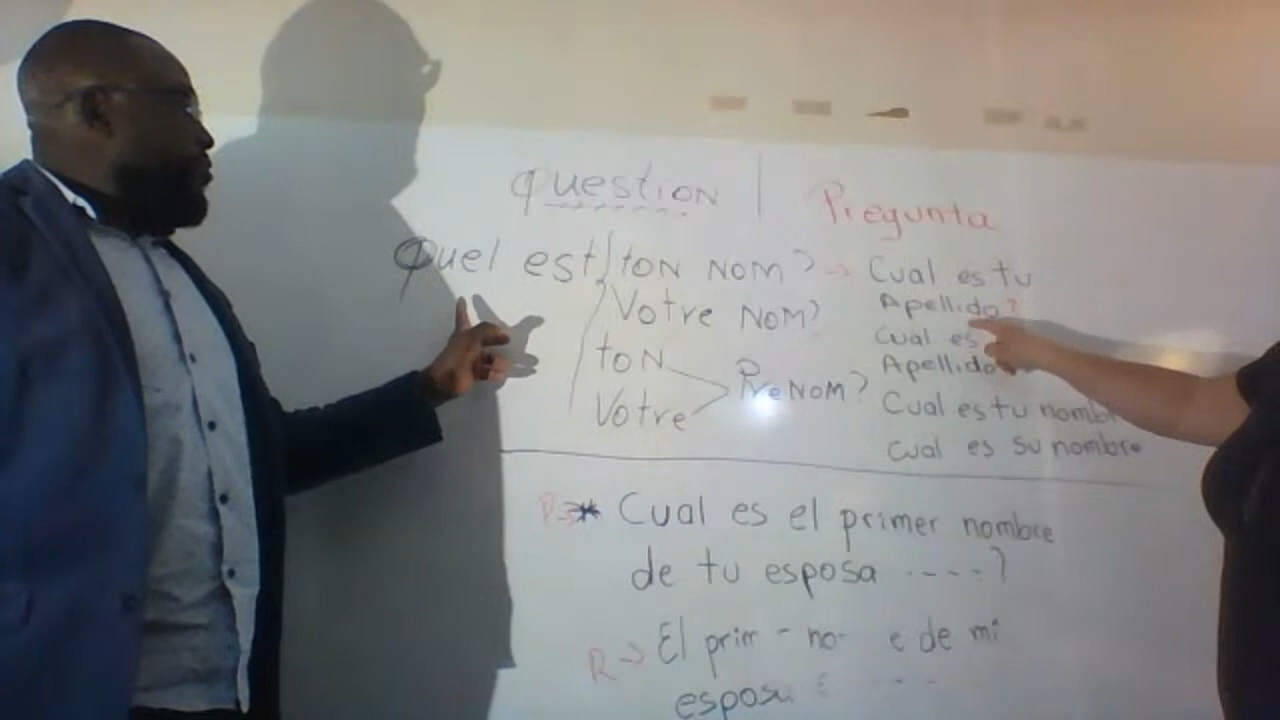 Question | Pregunta
Quel est ton NOM? → Cual es tu
Apellido?
Votre NOM? Cual es
Apellido
ton
Votre PreNOM?
Cual es tu nomb
Cual es su nombre
P→* Cual es el primer nombre
de tu esposa ----?
R→ El prim - no- e de mi
esposa